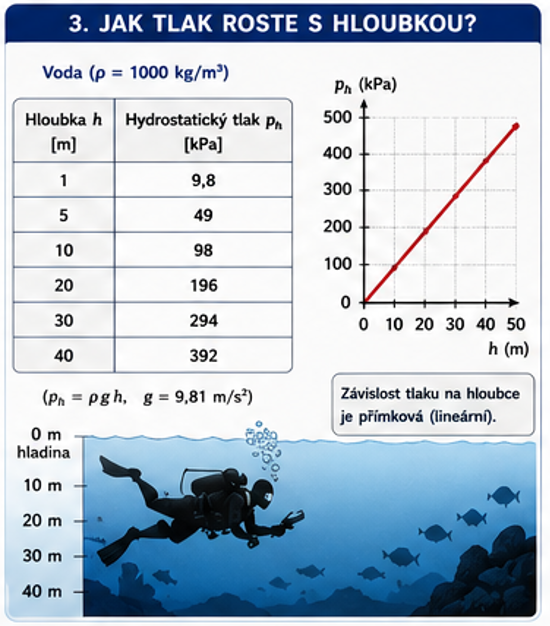 3. JAK TLAK ROSTE S HLOUBKOU?
Voda (ρ = 1000 kg/m³)
Hloubka h [m] Hydrostatický tlak pₕ [kPa]
1 9,8
5 49
10 98
20 196
30 294
40 392
(pₕ = ρ g h, g = 9,81 m/s²)
pₕ (kPa)
500
400
300
200
100
0
0 10 20 30 40 50
h (m)
Závislost tlaku na hloubce
je přímková (lineární).
0 m
hladina
10 m
20 m
30 m
40 m